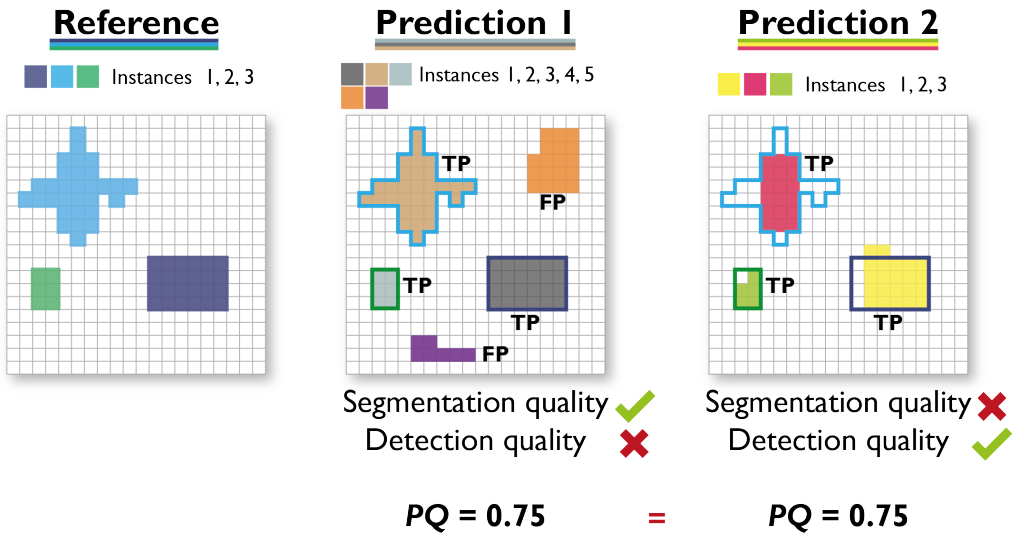 Reference
Prediction 1
Prediction 2
Instances 1, 2, 3
Instances 1, 2, 3, 4, 5
Instances 1, 2, 3
TP
FP
TP
TP
FP
TP
TP
TP
Segmentation quality
Detection quality
Segmentation quality
Detection quality
PQ = 0.75
=
PQ = 0.75